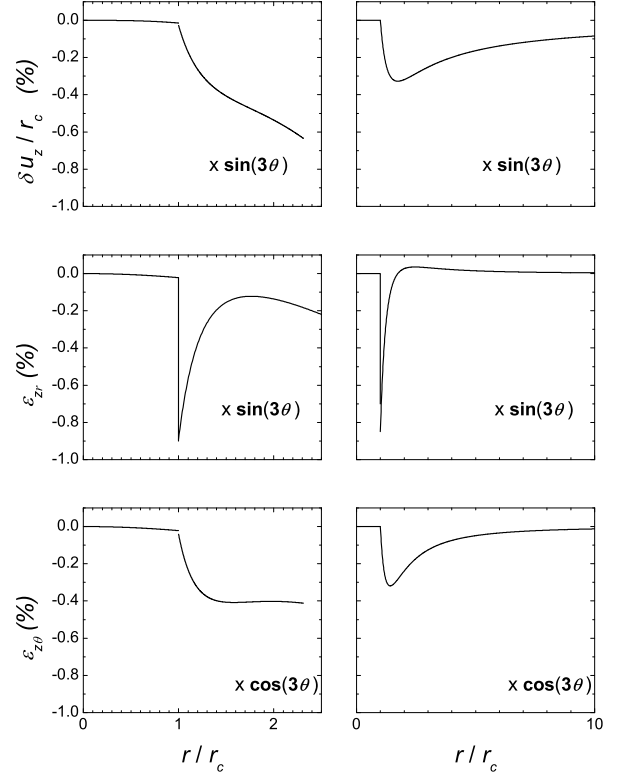 0.0
-0.2
-0.4
-0.6
-0.8
-1.0
δ u_z / r_c (%)
x sin(3θ)
x sin(3θ)
0.0
-0.2
-0.4
-0.6
-0.8
-1.0
ε_zr (%)
x sin(3θ)
x sin(3θ)
0.0
-0.2
-0.4
-0.6
-0.8
-1.0
ε_zθ (%)
x cos(3θ)
x cos(3θ)
0 1 2
0 10
r / r_c
r / r_c